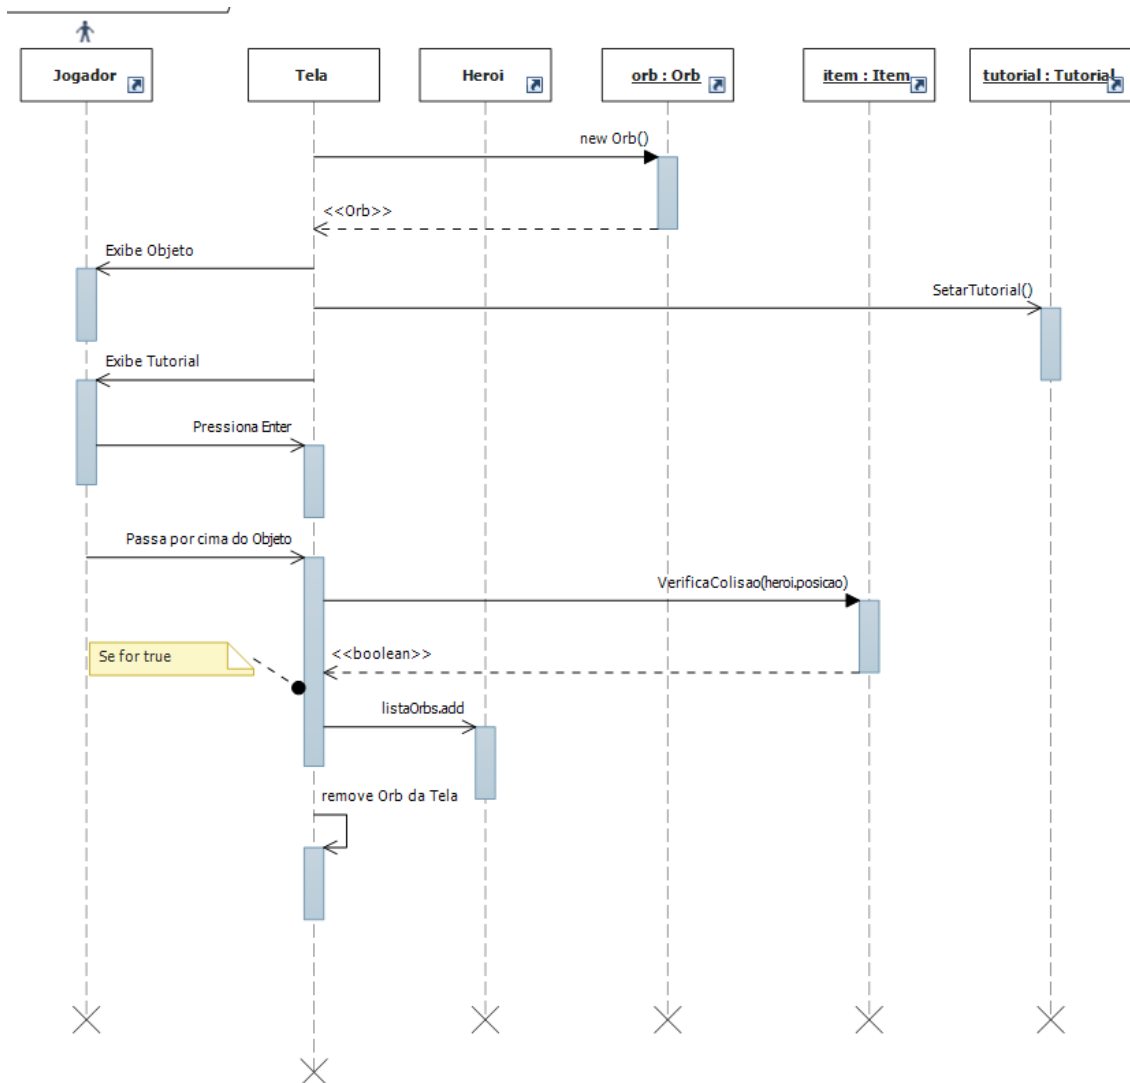 Jogador
Tela
Heroi
orb : Orb
item : Item
tutorial : Tutorial
new Orb()
<<Orb>>
Exibe Objeto
SetarTutorial()
Exibe Tutorial
Pressiona Enter
Passa por cima do Objeto
VerificaColisao(heroi.posicao)
Se for true
<<boolean>>
listaOrbs.add
remove Orb da Tela